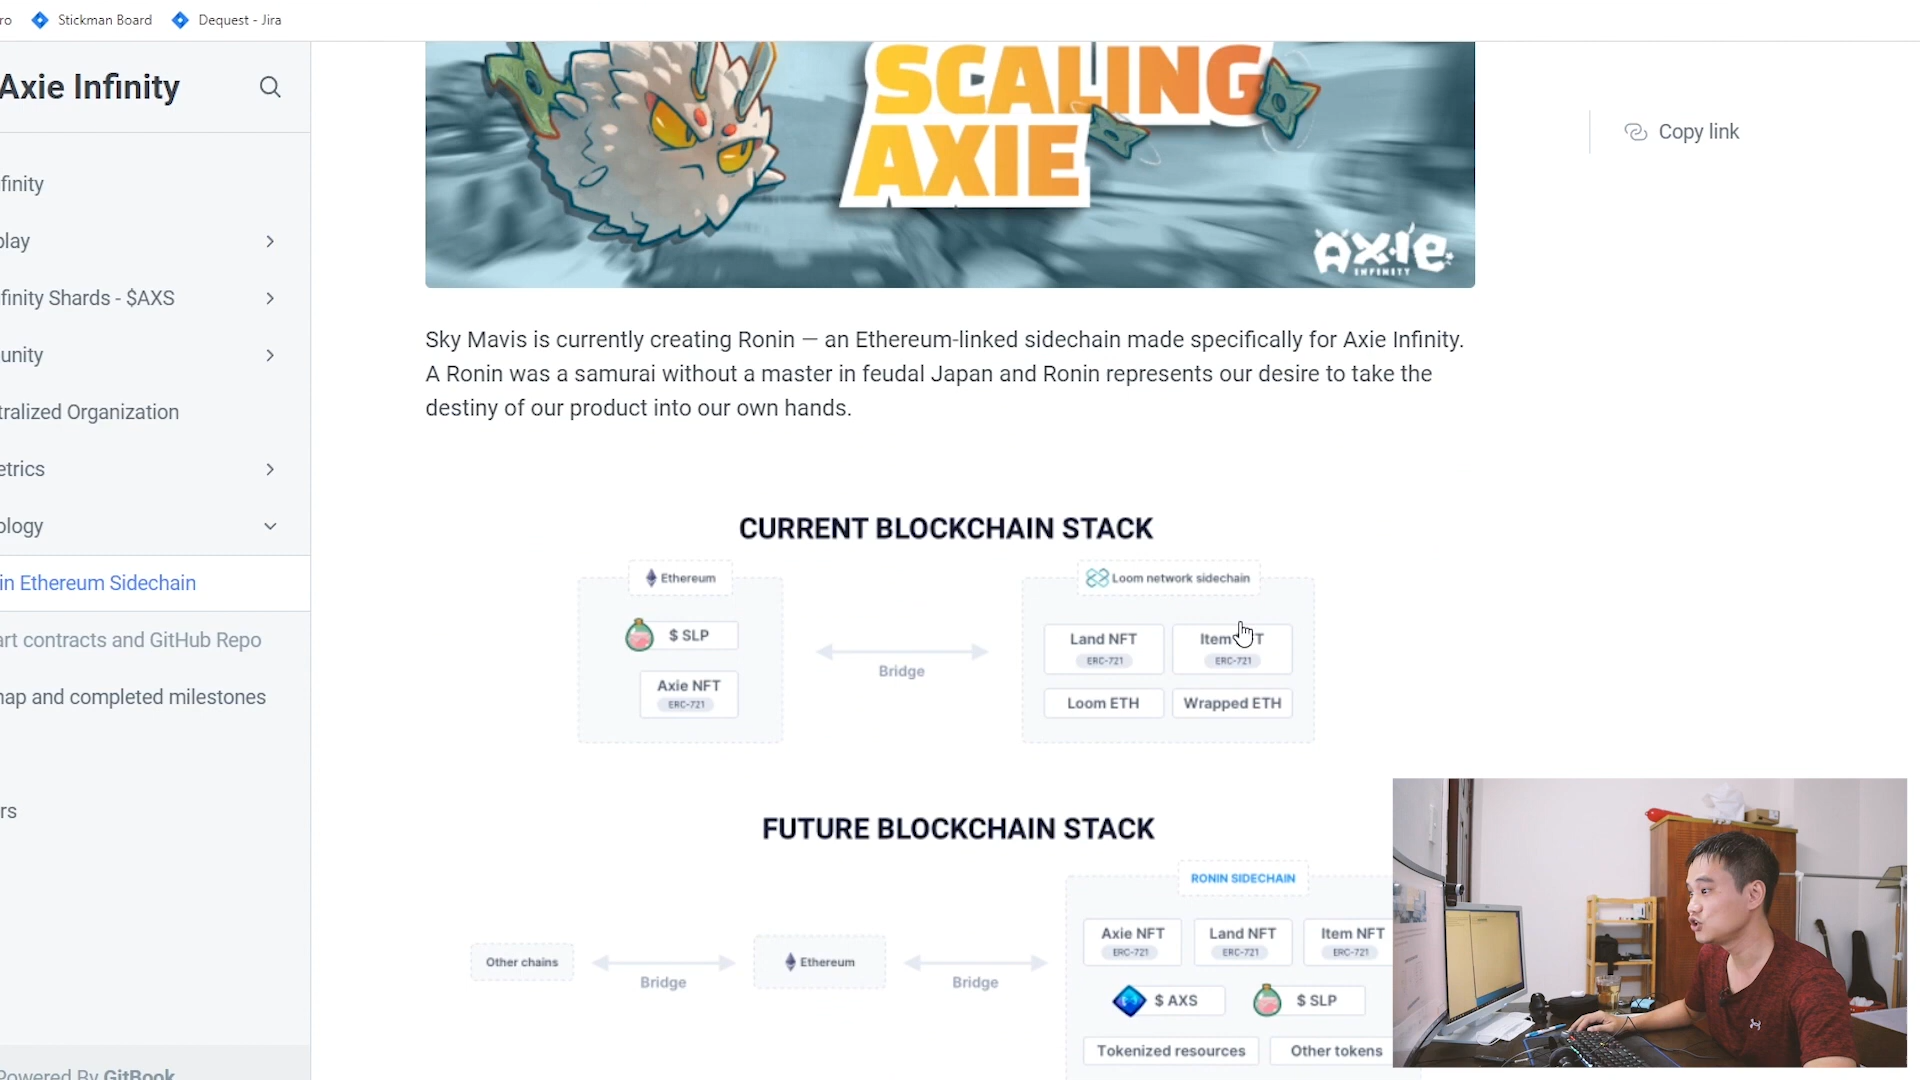 ro
Stickman Board
Dequest - Jira
Axie Infinity
Copy link
finity
play
finity Shards - $AXS
unity
tralized Organization
etrics
ology
in Ethereum Sidechain
art contracts and GitHub Repo
nap and completed milestones
rs
Powered By GitBook
SCALING
AXIE
AXIE
INFINITY
Sky Mavis is currently creating Ronin — an Ethereum-linked sidechain made specifically for Axie Infinity.
A Ronin was a samurai without a master in feudal Japan and Ronin represents our desire to take the
destiny of our product into our own hands.
CURRENT BLOCKCHAIN STACK
Ethereum
$ SLP
Axie NFT
ERC-721
Bridge
Loom network sidechain
Land NFT
ERC-721
Item
T
ERC-721
Loom ETH
Wrapped ETH
FUTURE BLOCKCHAIN STACK
Other chains
Bridge
Ethereum
Bridge
RONIN SIDECHAIN
Axie NFT
ERC-721
Land NFT
ERC-721
Item NFT
ERC-721
$ AXS
$ SLP
Tokenized resources
Other tokens